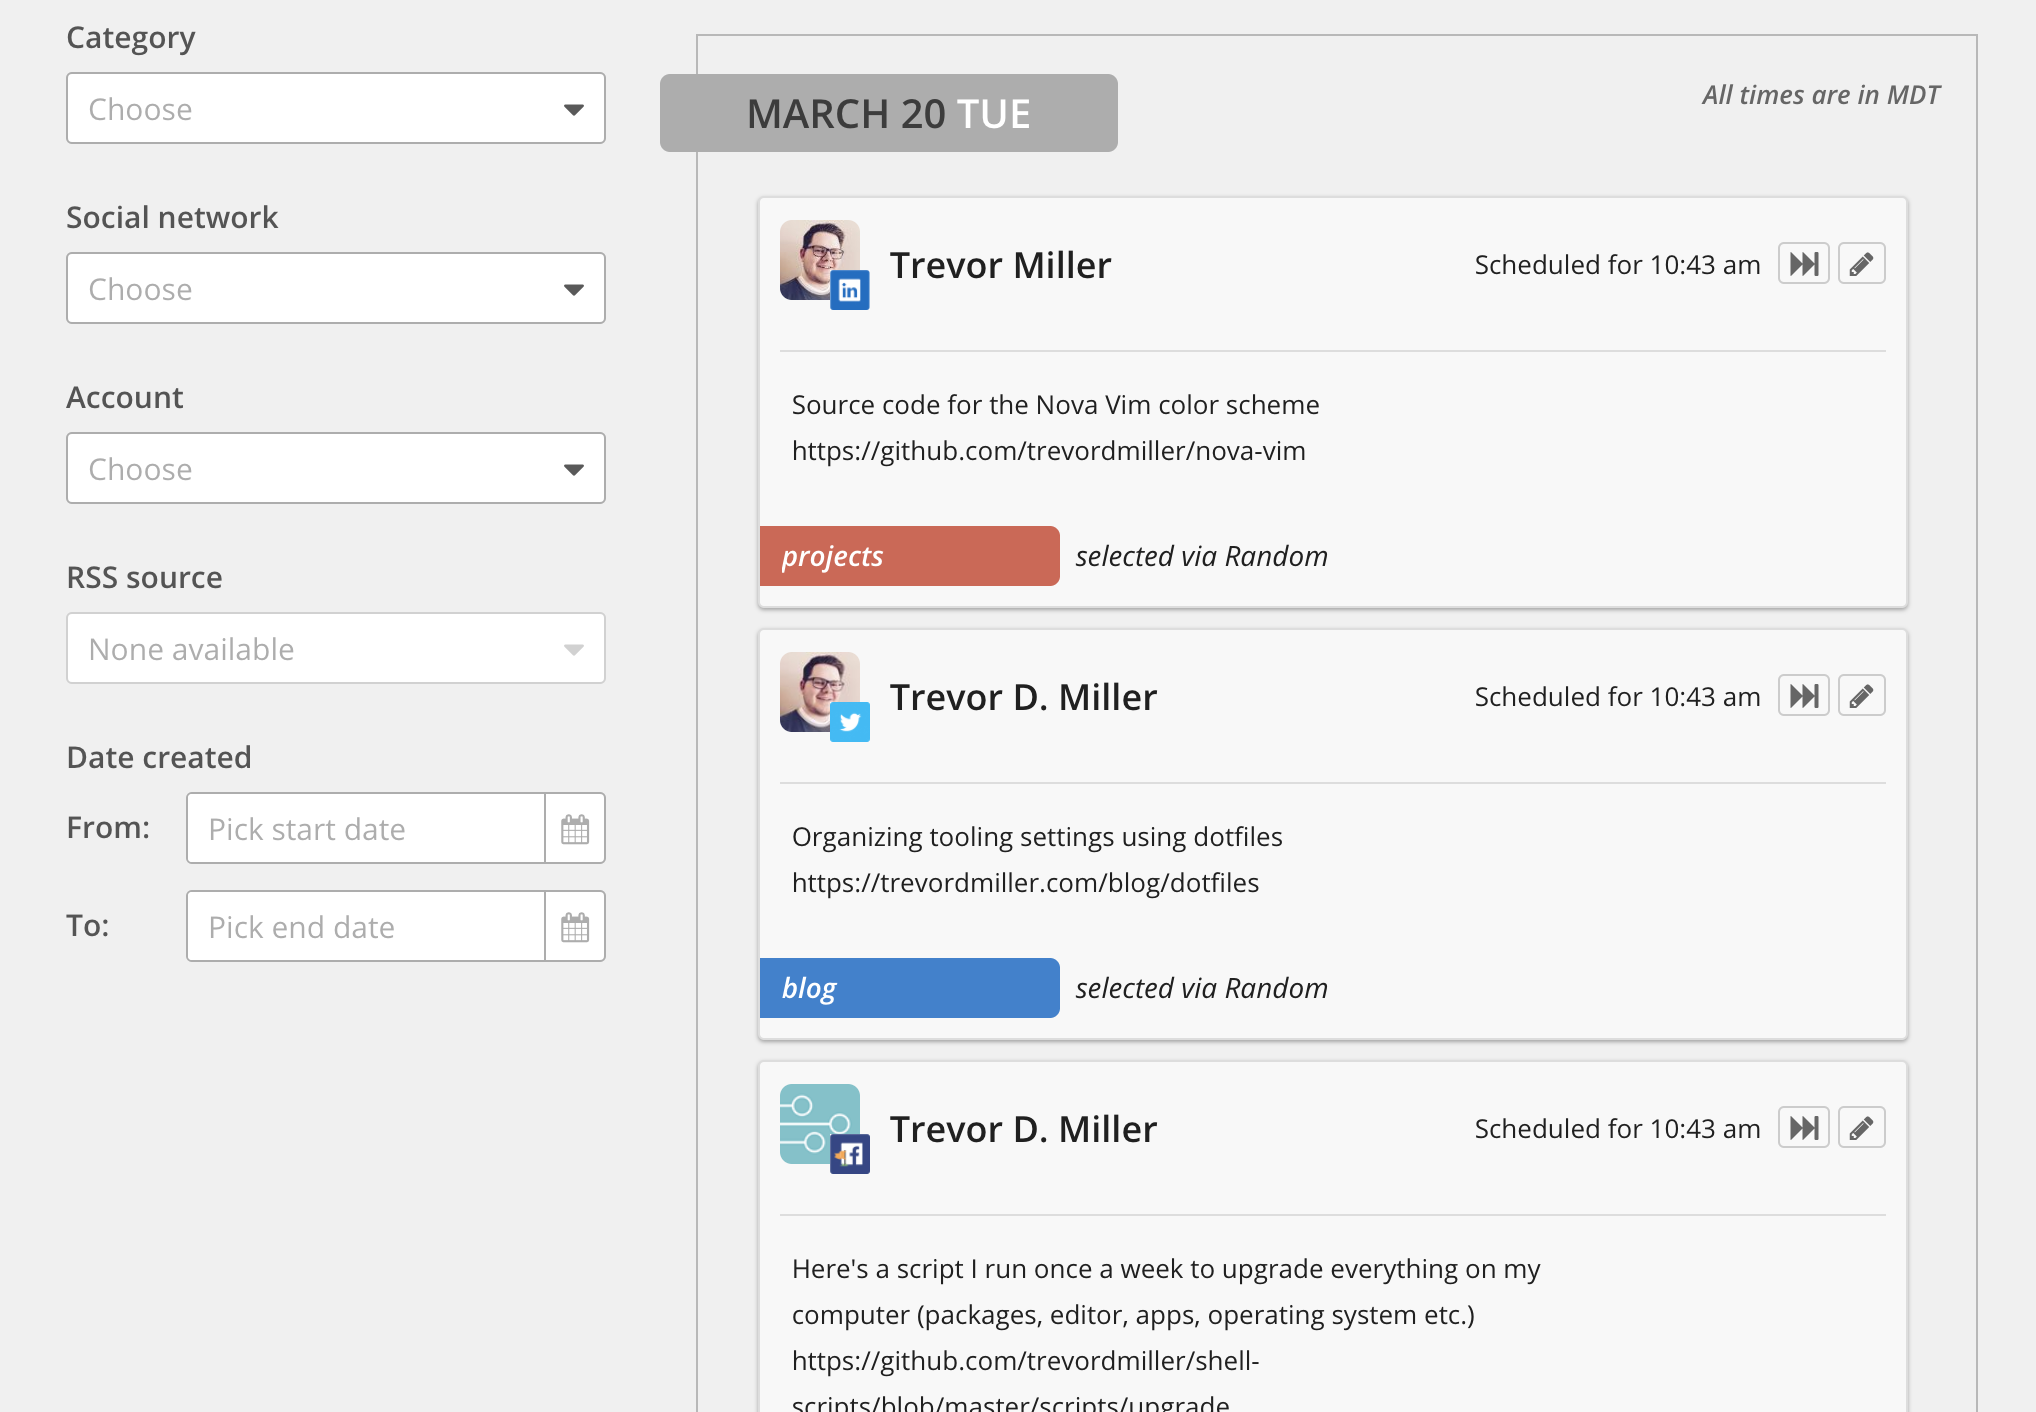 Category
Choose
Social network
Choose
Account
Choose
RSS source
None available
Date created
From: Pick start date
To: Pick end date
MARCH 20 TUE
All times are in MDT
Trevor Miller
Scheduled for 10:43 am
in
Source code for the Nova Vim color scheme
https://github.com/trevordmiller/nova-vim
projects selected via Random
Trevor D. Miller
Scheduled for 10:43 am
Organizing tooling settings using dotfiles
https://trevordmiller.com/blog/dotfiles
blog selected via Random
Trevor D. Miller
Scheduled for 10:43 am
f
Here's a script I run once a week to upgrade everything on my
computer (packages, editor, apps, operating system etc.)
https://github.com/trevordmiller/shell-
scripts/blob/master/scripts/upgrade